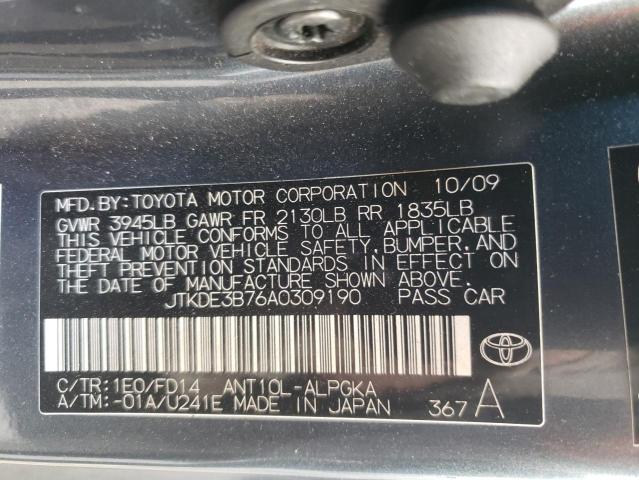 MFD.BY:TOYOTA MOTOR CORPORATION 10/09
GVWR 3945LB GAWR FR 2130LB RR 1835LB
THIS VEHICLE CONFORMS TO ALL APPLICABLE
FEDERAL MOTOR VEHICLE SAFETY,BUMPER,AND
THEFT PREVENTION STANDARDS IN EFFECT ON
THE DATE OF MANUFACTURE SHOWN ABOVE.
JTKDE3B76A0309190 PASS CAR
C/TR:1E0/FD14 ANT10L-ALPGKA
A/TM:-01A/U241E MADE IN JAPAN 367 A